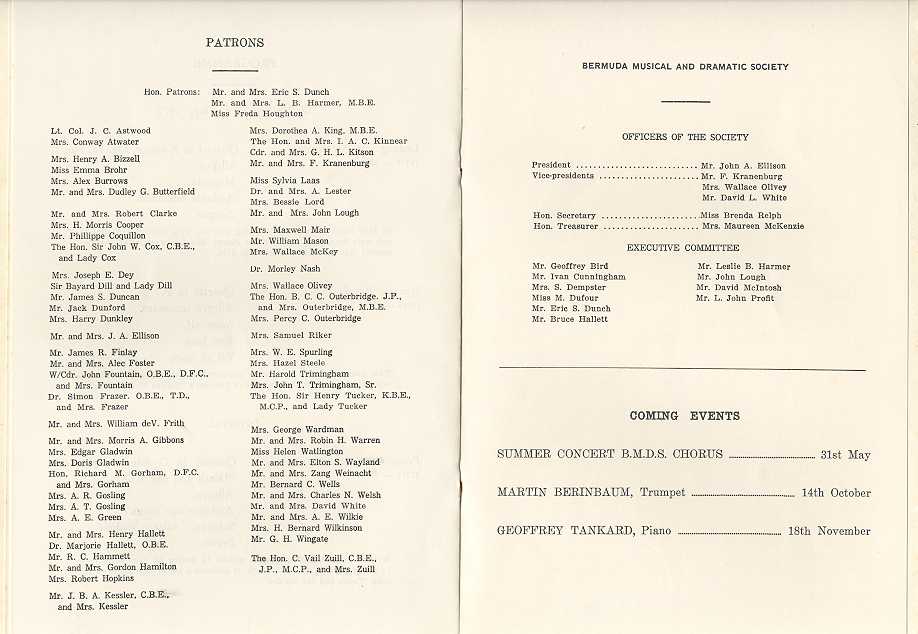 PATRONS
Hon. Patrons: Mr. and Mrs. Eric S. Dunch
Mr. and Mrs. L. B. Harmer, M.B.E.
Miss Freda Houghton
Lt. Col. J. C. Astwood
Mrs. Conway Atwater
Mrs. Henry A. Bizzell
Miss Emma Brohr
Mrs. Alex Burrows
Mr. and Mrs. Dudley G. Butterfield
Mr. and Mrs. Robert Clarke
Mrs. H. Morris Cooper
Mr. Phillippe Coquillon
The Hon. Sir John W. Cox, C.B.E.,
and Lady Cox
Mrs. Joseph E. Dey
Sir Bayard Dill and Lady Dill
Mr. James S. Duncan
Mr. Jack Dunford
Mrs. Harry Dunkley
Mr. and Mrs. J. A. Ellison
Mr. James R. Finlay
Mr. and Mrs. Alec Foster
W/Cdr. John Fountain, O.B.E., D.F.C.,
and Mrs. Fountain
Dr. Simon Frazer. O.B.E., T.D.,
and Mrs. Frazer
Mr. and Mrs. William deV. Frith
Mr. and Mrs. Morris A. Gibbons
Mrs. Edgar Gladwin
Mrs. Doris Gladwin
Hon. Richard M. Gorham, D.F.C.
and Mrs. Gorham
Mrs. A. R. Gosling
Mrs. A. T. Gosling
Mrs. A. E. Green
Mr. and Mrs. Henry Hallett
Dr. Marjorie Hallett, O.B.E.
Mr. R. C. Hammett
Mr. and Mrs. Gordon Hamilton
Mrs. Robert Hopkins
Mr. J. B. A. Kessler, C.B.E.,
and Mrs. Kessler
Mrs. Dorothea A. King, M.B.E.
The Hon. and Mrs. I. A. C. Kinnear
Cdr. and Mrs. G. H. L. Kitson
Mr. and Mrs. F. Kranenburg
Miss Sylvia Laas
Dr. and Mrs. A. Lester
Mrs. Bessie Lord
Mr. and Mrs. John Lough
Mrs. Maxwell Mair
Mr. William Mason
Mrs. Wallace McKey
Dr. Morley Nash
Mrs. Wallace Olivey
The Hon. B. C. C. Outerbridge, J.P.,
and Mrs. Outerbridge, M.B.E.
Mrs. Percy C. Outerbridge
Mrs. Samuel Riker
Mrs. W. E. Spurling
Mrs. Hazel Steele
Mr. Harold Trimingham
Mrs. John T. Trimingham, Sr.
The Hon. Sir Henry Tucker, K.B.E.,
M.C.P., and Lady Tucker
Mrs. George Wardman
Mr. and Mrs. Robin H. Warren
Miss Helen Watlington
Mr. and Mrs. Elton S. Wayland
Mr. and Mrs. Zang Weinacht
Mr. Bernard C. Wells
Mr. and Mrs. Charles N. Welsh
Mr. and Mrs. David White
Mr. and Mrs. A. E. Wilkie
Mrs. H. Bernard Wilkinson
Mr. G. H. Wingate
The Hon. C. Vail Zuill, C.B.E.,
J.P., M.C.P., and Mrs. Zuill
BERMUDA MUSICAL AND DRAMATIC SOCIETY
OFFICERS OF THE SOCIETY
President .......................... Mr. John A. Ellison
Vice-presidents ...................... Mr. F. Kranenburg
Mrs. Wallace Olivey
Mr. David L. White
Hon. Secretary ..................... Miss Brenda Relph
Hon. Treasurer ..................... Mrs. Maureen McKenzie
EXECUTIVE COMMITTEE
Mr. Geoffrey Bird
Mr. Ivan Cunningham
Mrs. S. Dempster
Miss M. Dufour
Mr. Eric S. Dunch
Mr. Bruce Hallett
Mr. Leslie B. Harmer
Mr. John Lough
Mr. David McIntosh
Mr. L. John Profit
COMING EVENTS
SUMMER CONCERT B.M.D.S. CHORUS ........................ 31st May
MARTIN BERINBAUM, Trumpet ........................ 14th October
GEOFFREY TANKARD, Piano ........................ 18th November